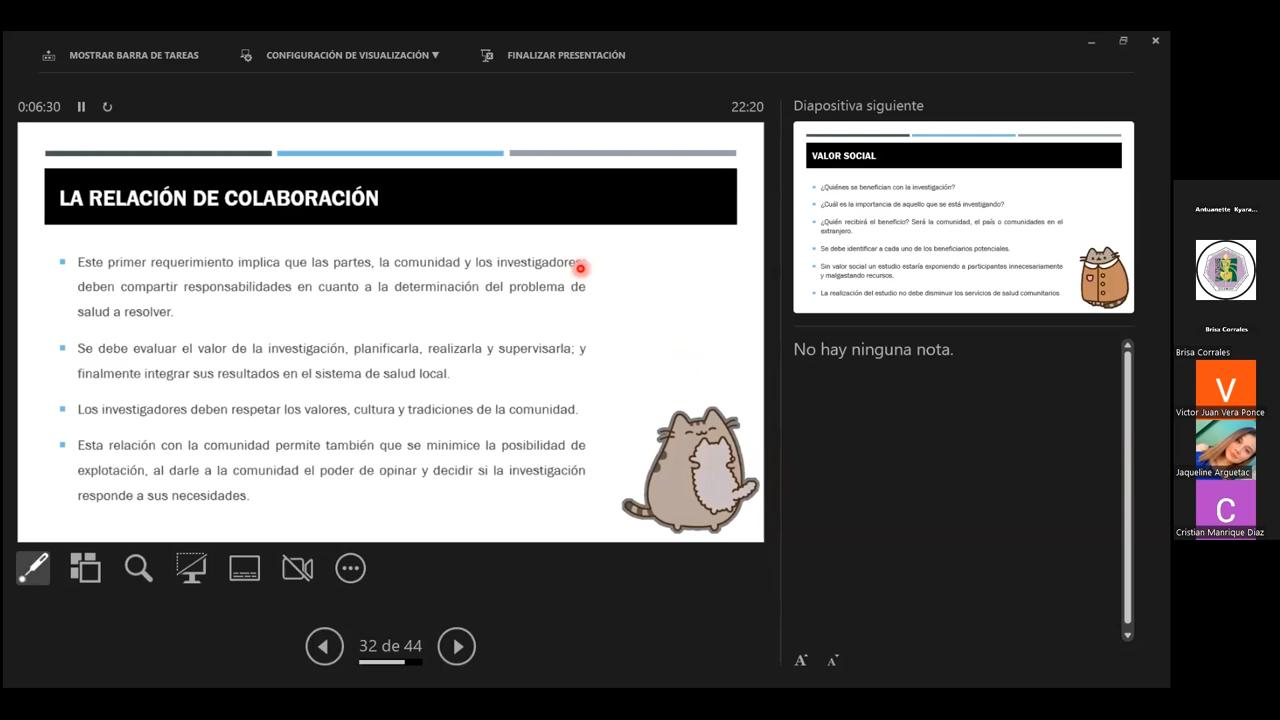 MOSTRAR BARRA DE TAREAS
CONFIGURACIÓN DE VISUALIZACIÓN ▼
FINALIZAR PRESENTACIÓN
0:06:30
22:20
LA RELACIÓN DE COLABORACIÓN
Este primer requerimiento implica que las partes, la comunidad y los investigadores
deben compartir responsabilidades en cuanto a la determinación del problema de
salud a resolver.
Se debe evaluar el valor de la investigación, planificarla, realizarla y supervisarla; y
finalmente integrar sus resultados en el sistema de salud local.
Los investigadores deben respetar los valores, cultura y tradiciones de la comunidad.
Esta relación con la comunidad permite también que se minimice la posibilidad de
explotación, al darle a la comunidad el poder de opinar y decidir si la investigación
responde a sus necesidades.
32 de 44
Diapositiva siguiente
VALOR SOCIAL
¿Quiénes se benefician con la investigación?
¿Cuál es la importancia de aquello que se está investigando?
¿Quién recibirá el beneficio? Será la comunidad, el país o comunidades en el
extranjero.
Se debe identificar a cada uno de los beneficiarios potenciales.
Sin valor social un estudio estaría exponiendo a participantes innecesariamente
y malgastando recursos.
La realización del estudio no debe disminuir los servicios de salud comunitarios
No hay ninguna nota.
A A
Antuanette Kyara...
Brisa Corrales
Brisa Corrales
V
Victor Juan Vera Ponce
Jaqueline Arguetac
C
Cristian Manrique Diaz